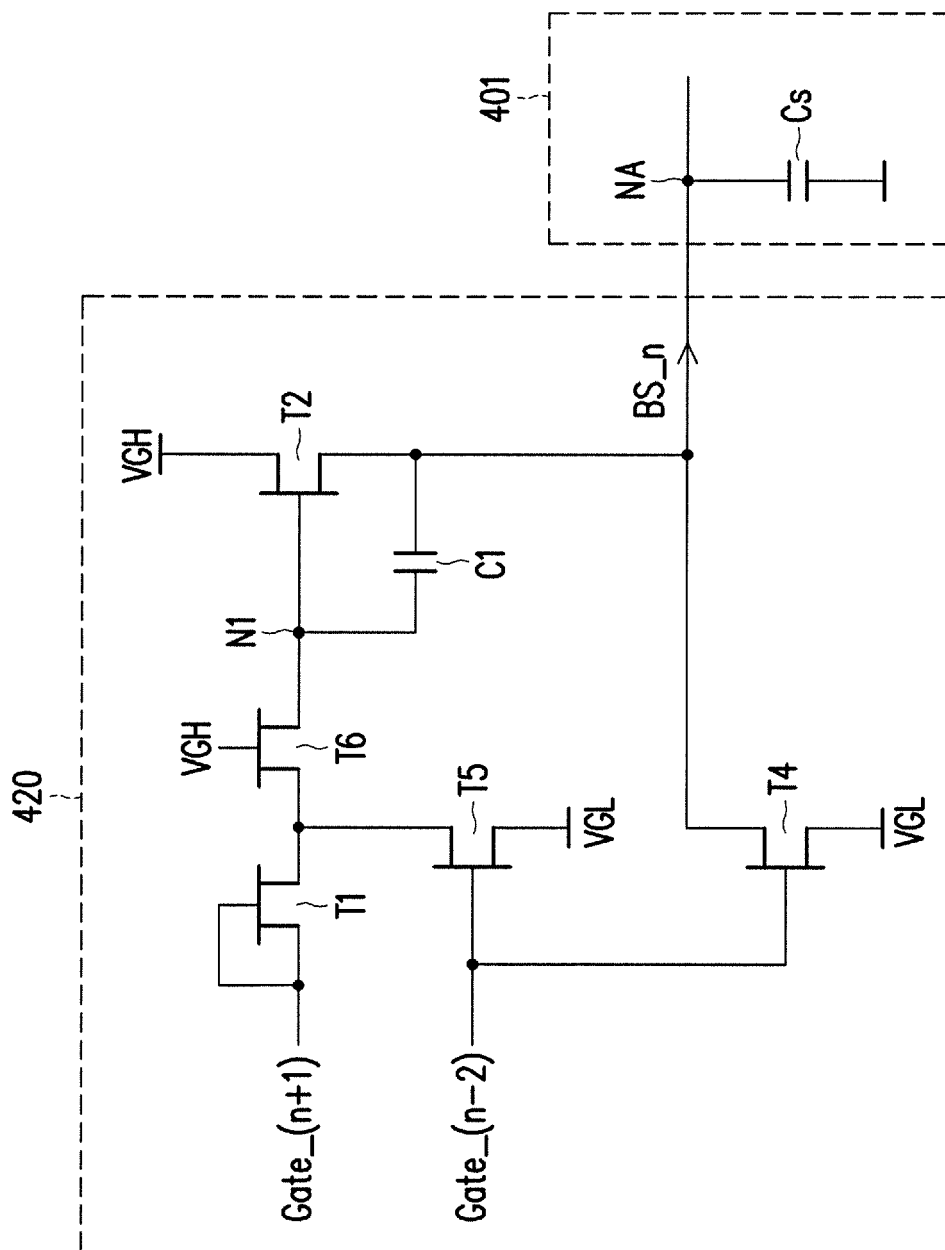 420
401
VGH
T2
VGH
N1
T6
C1
T1
Gate_(n+1)
T5
VGL
Gate_(n-2)
T4
VGL
BS_n
NA
Cs